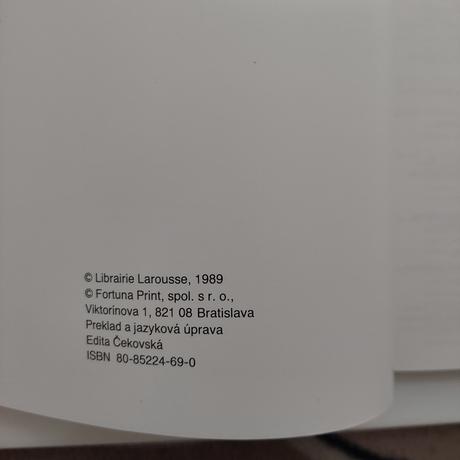 © Librairie Larousse, 1989
© Fortuna Print, spol. s r. o.,
Viktorínova 1, 821 08 Bratislava
Preklad a jazyková úprava
Edita Čekovská
ISBN 80-85224-69-0